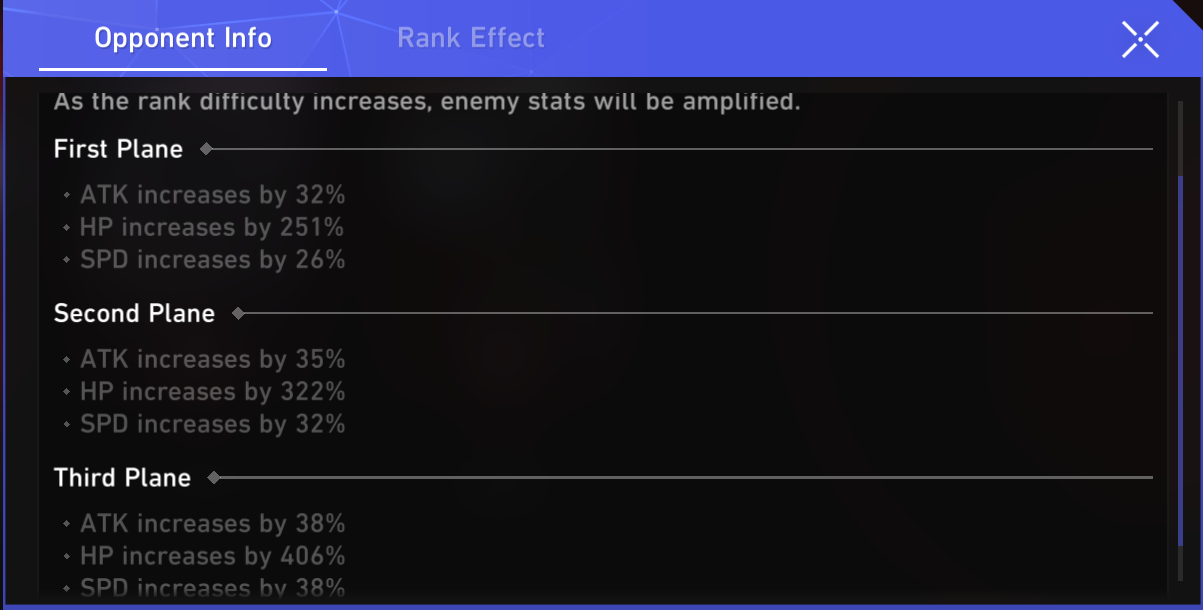 Opponent Info
Rank Effect
As the rank difficulty increases, enemy stats will be amplified.
First Plane
ATK increases by 32%
HP increases by 251%
SPD increases by 26%
Second Plane
ATK increases by 35%
HP increases by 322%
SPD increases by 32%
Third Plane
ATK increases by 38%
HP increases by 406%
SPD increases by 38%